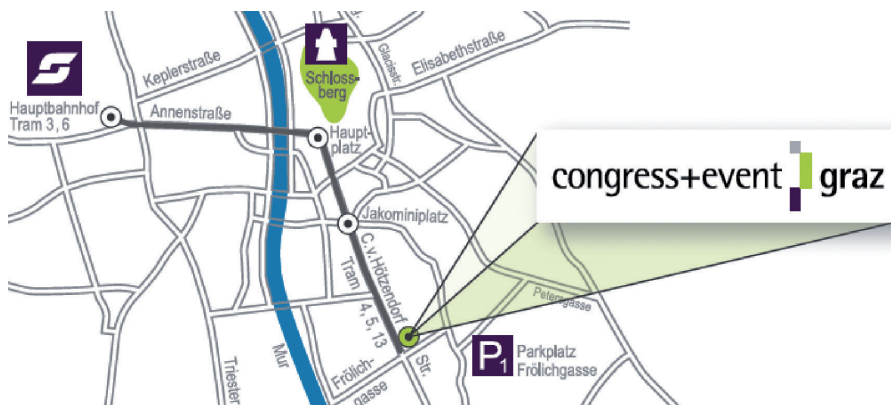 Keplerstraße
Glacisstr.
Elisabethstraße
Schloss-
berg
Hauptbahnhof
Tram 3, 6
Annenstraße
Haupt-
platz
congress+event graz
Jakominiplatz
C.v.Hötzendorf
Str.
Tram 4, 5, 13
Petersgasse
Mur
Triester
Frölich-
gasse
P1
Parkplatz
Frölichgasse